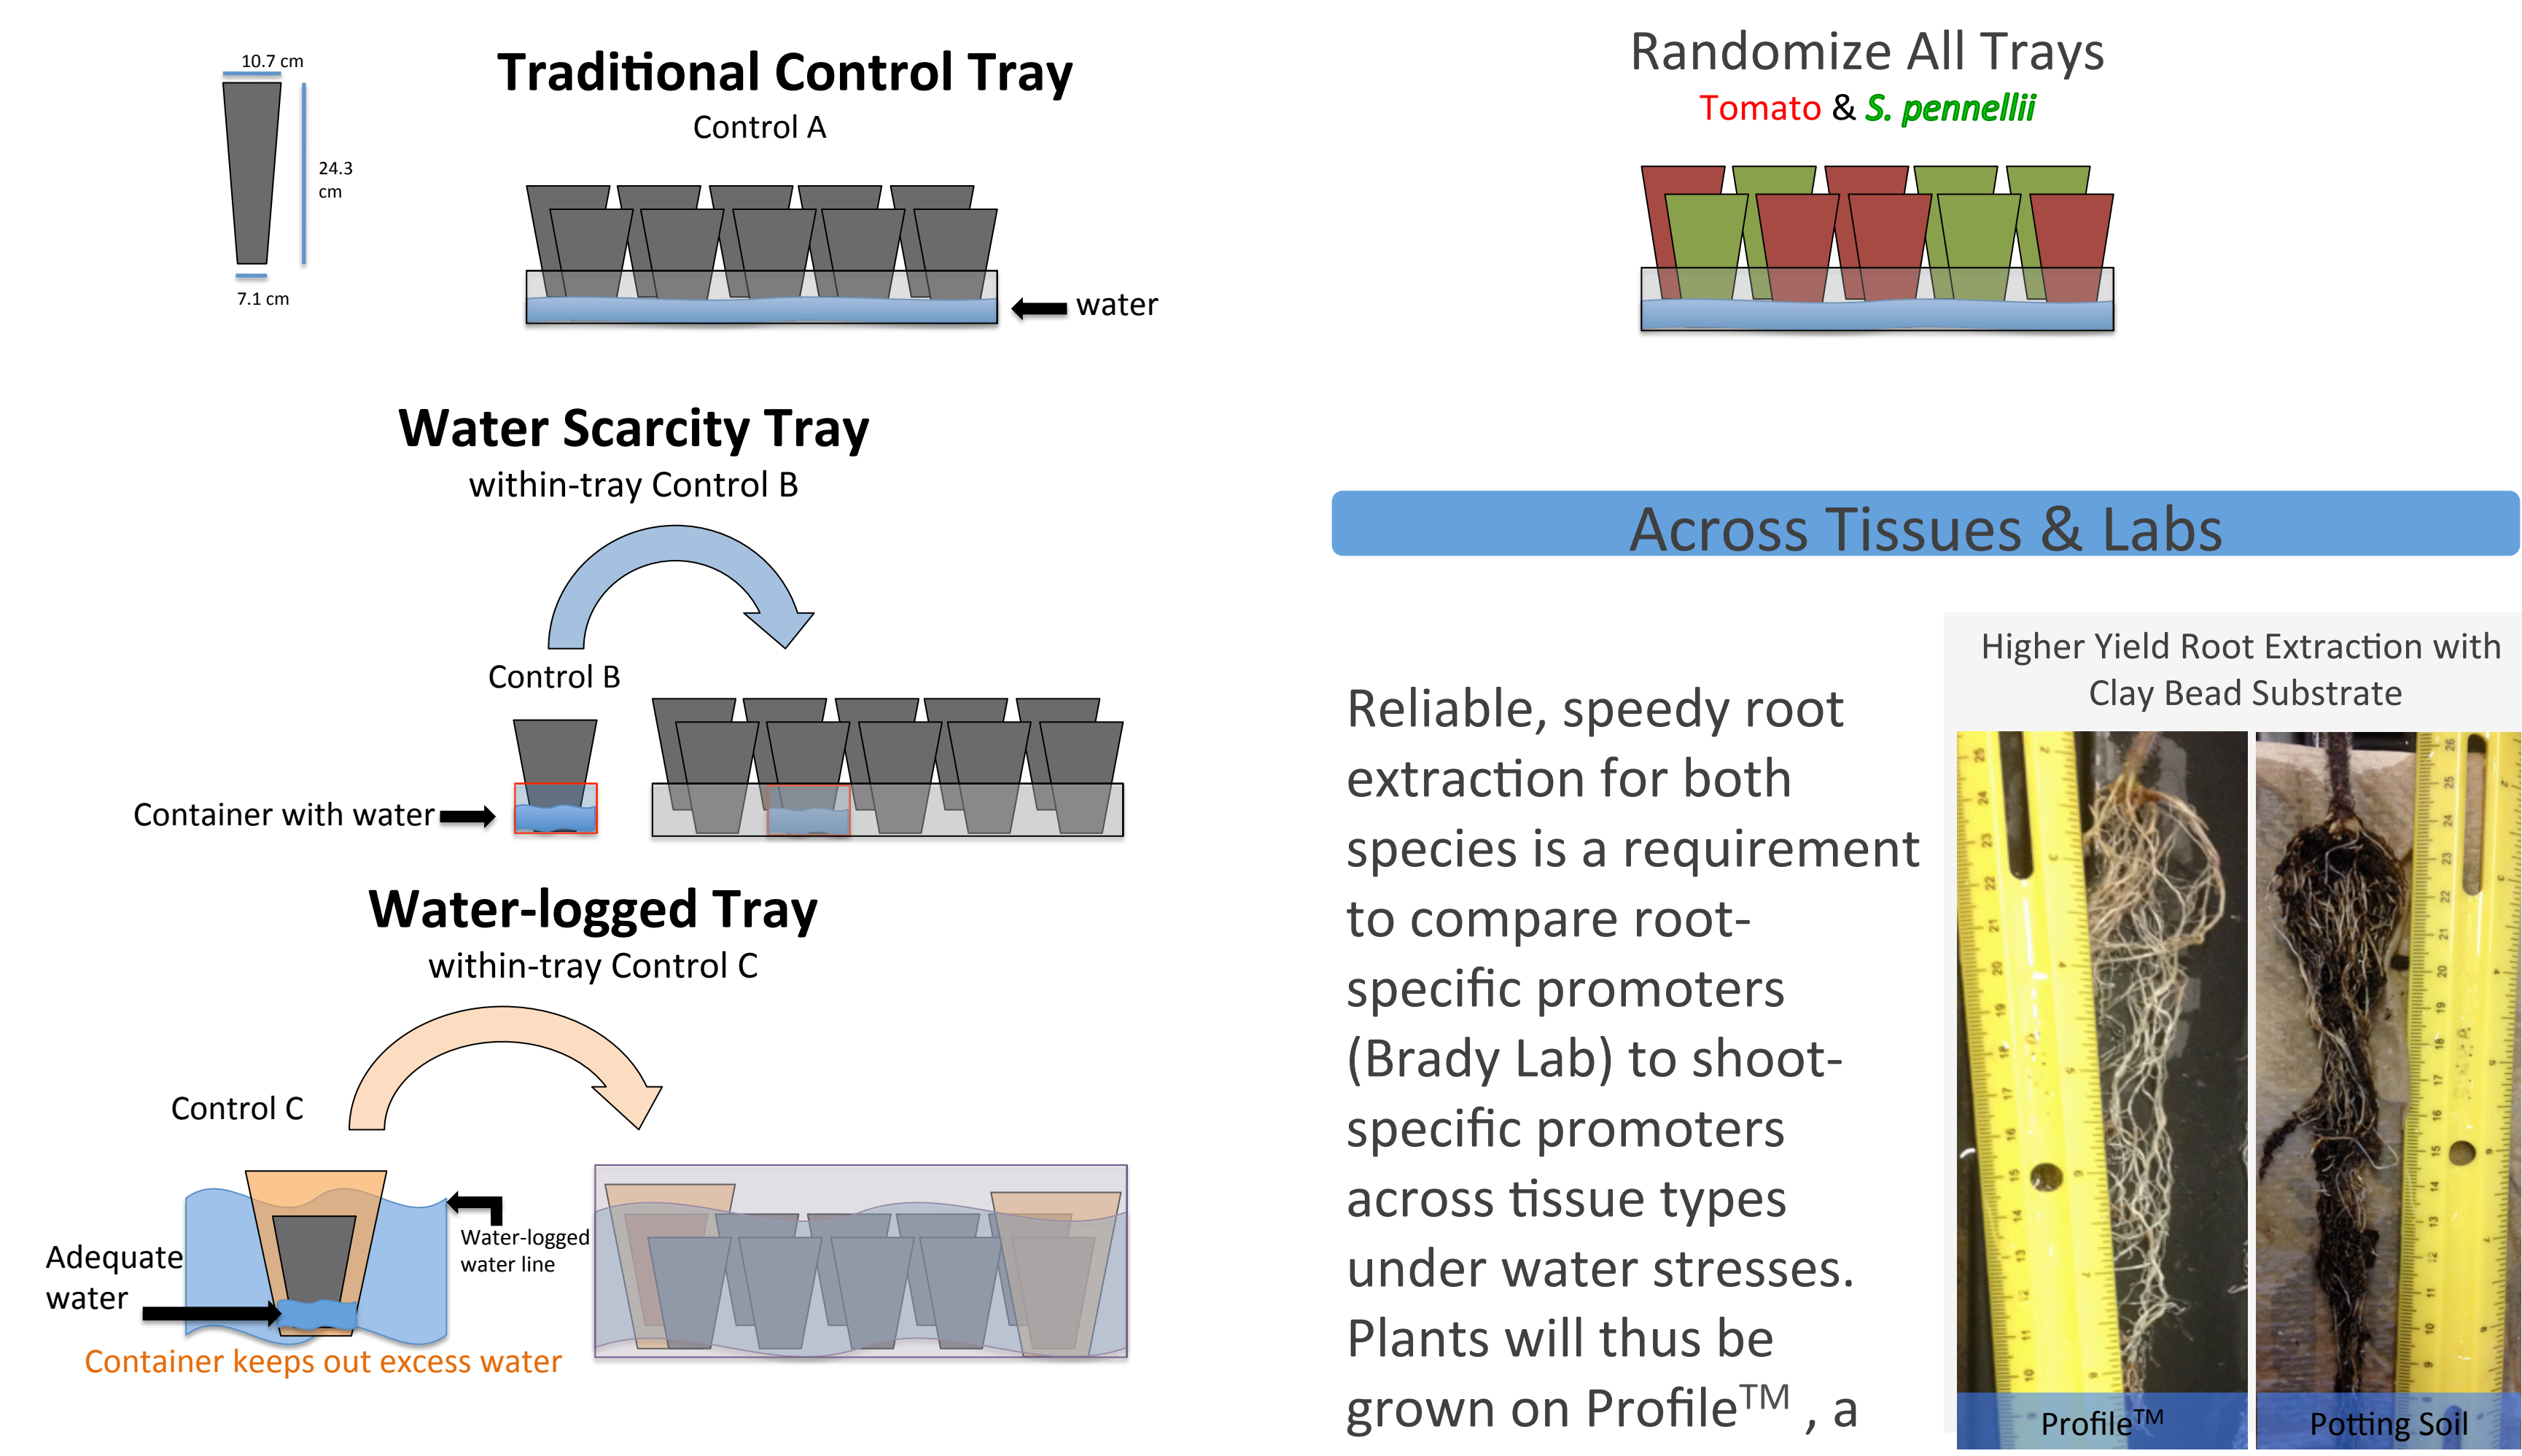 10.7 cm
24.3
cm
7.1 cm
Traditional Control Tray
Control A
water
Water Scarcity Tray
within-tray Control B
Control B
Container with water
Water-logged Tray
within-tray Control C
Control C
Water-logged
water line
Adequate
water
Container keeps out excess water
Randomize All Trays
Tomato & S. pennellii
Across Tissues & Labs
Reliable, speedy root
extraction for both
species is a requirement
to compare root-
specific promoters
(Brady Lab) to shoot-
specific promoters
across tissue types
under water stresses.
Plants will thus be
grown on Profile™ , a
Higher Yield Root Extraction with
Clay Bead Substrate
Profile™
Potting Soil